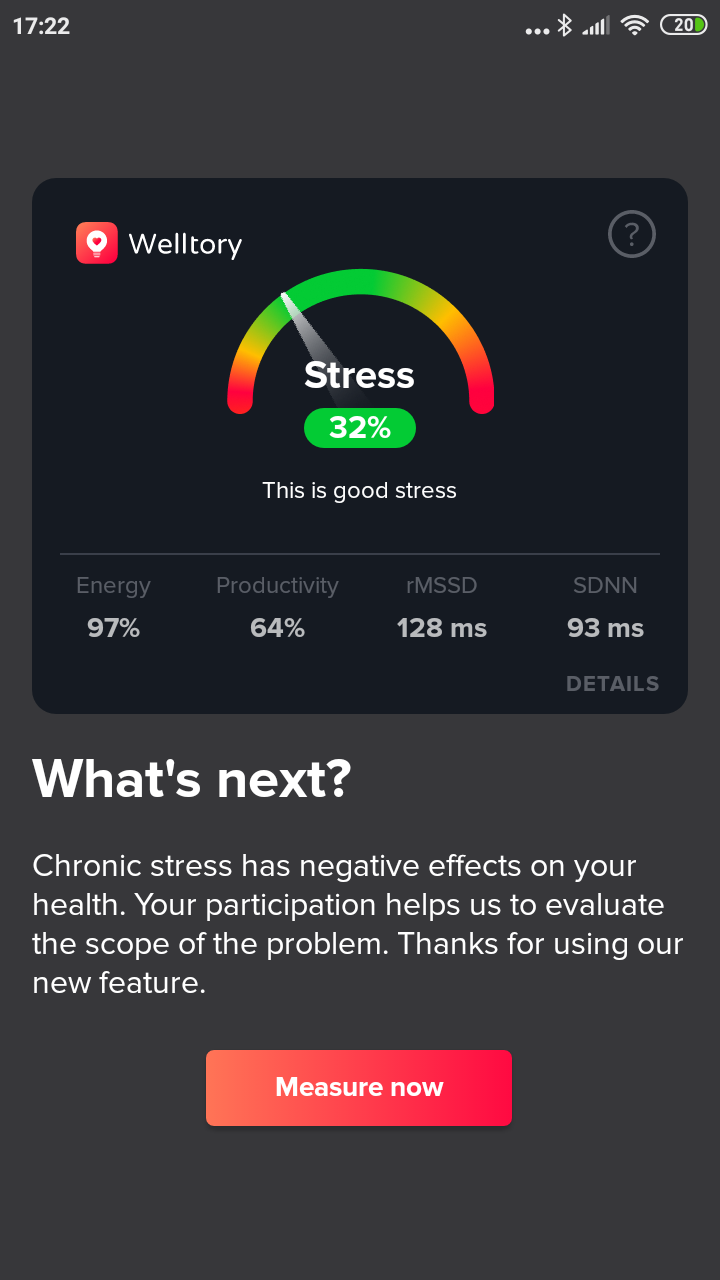 17:22
20
Welltory
?
Stress
32%
This is good stress
Energy Productivity rMSSD SDNN
97% 64% 128 ms 93 ms
DETAILS
What's next?
Chronic stress has negative effects on your
health. Your participation helps us to evaluate
the scope of the problem. Thanks for using our
new feature.
Measure now